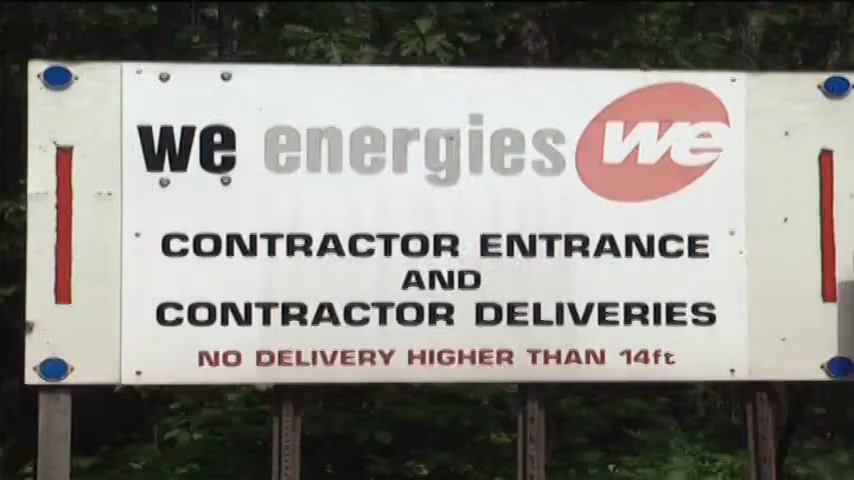 we energies we
CONTRACTOR ENTRANCE
AND
CONTRACTOR DELIVERIES
NO DELIVERY HIGHER THAN 14ft